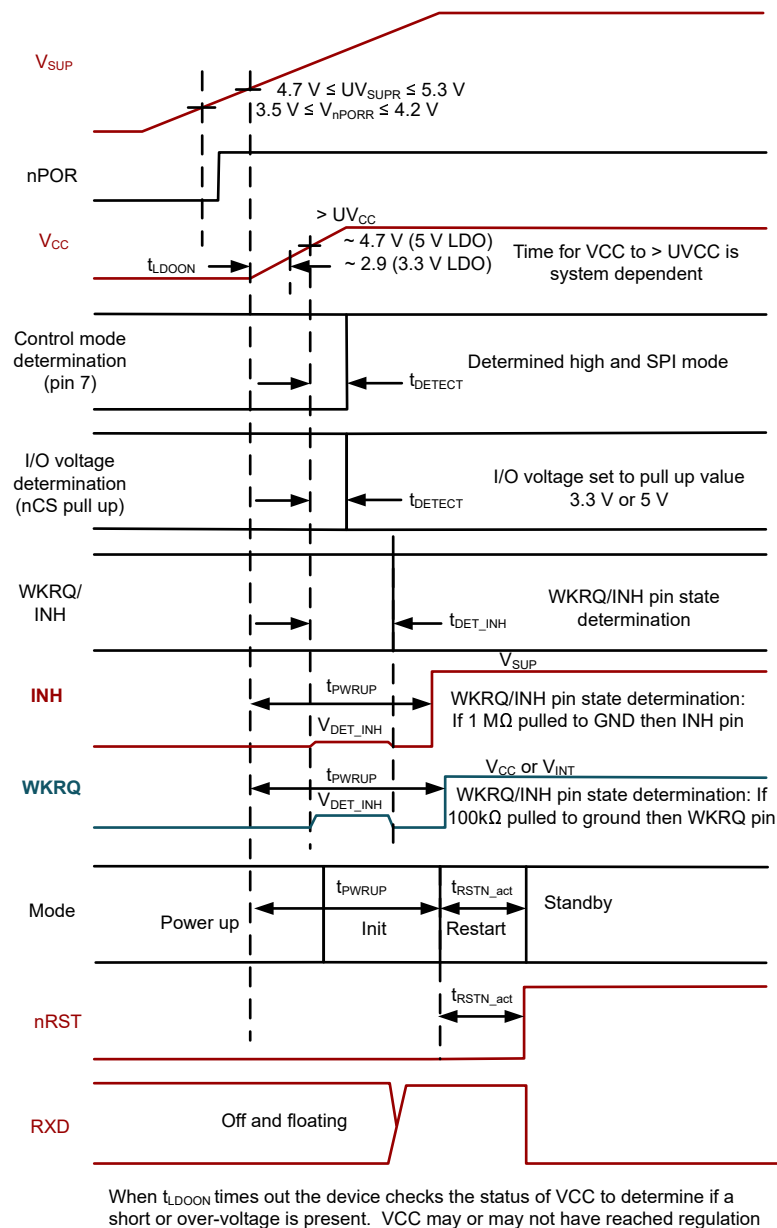 VSUP
4.7 V ≤ UVSUPR ≤ 5.3 V
3.5 V ≤ VnPORR ≤ 4.2 V
nPOR
> UVCC
VCC
~ 4.7 V (5 V LDO)
tLDOON
~ 2.9 (3.3 V LDO)
Time for VCC to > UVCC is
system dependent
Control mode
determination
(pin 7)
Determined high and SPI mode
tDETECT
I/O voltage
determination
(nCS pull up)
I/O voltage set to pull up value
3.3 V or 5 V
tDETECT
WKRQ/
INH
WKRQ/INH pin state
determination
tDET_INH
VSUP
INH
tPWRUP
WKRQ/INH pin state determination:
If 1 MΩ pulled to GND then INH pin
VDET_INH
VCC or VINT
WKRQ
tPWRUP
VDET_INH
WKRQ/INH pin state determination: If
100kΩ pulled to ground then WKRQ pin
Mode
tPWRUP
tRSTN_act
Standby
Power up
Init
Restart
nRST
tRSTN_act
RXD
Off and floating
When tLDOON times out the device checks the status of VCC to determine if a
short or over-voltage is present. VCC may or may not have reached regulation